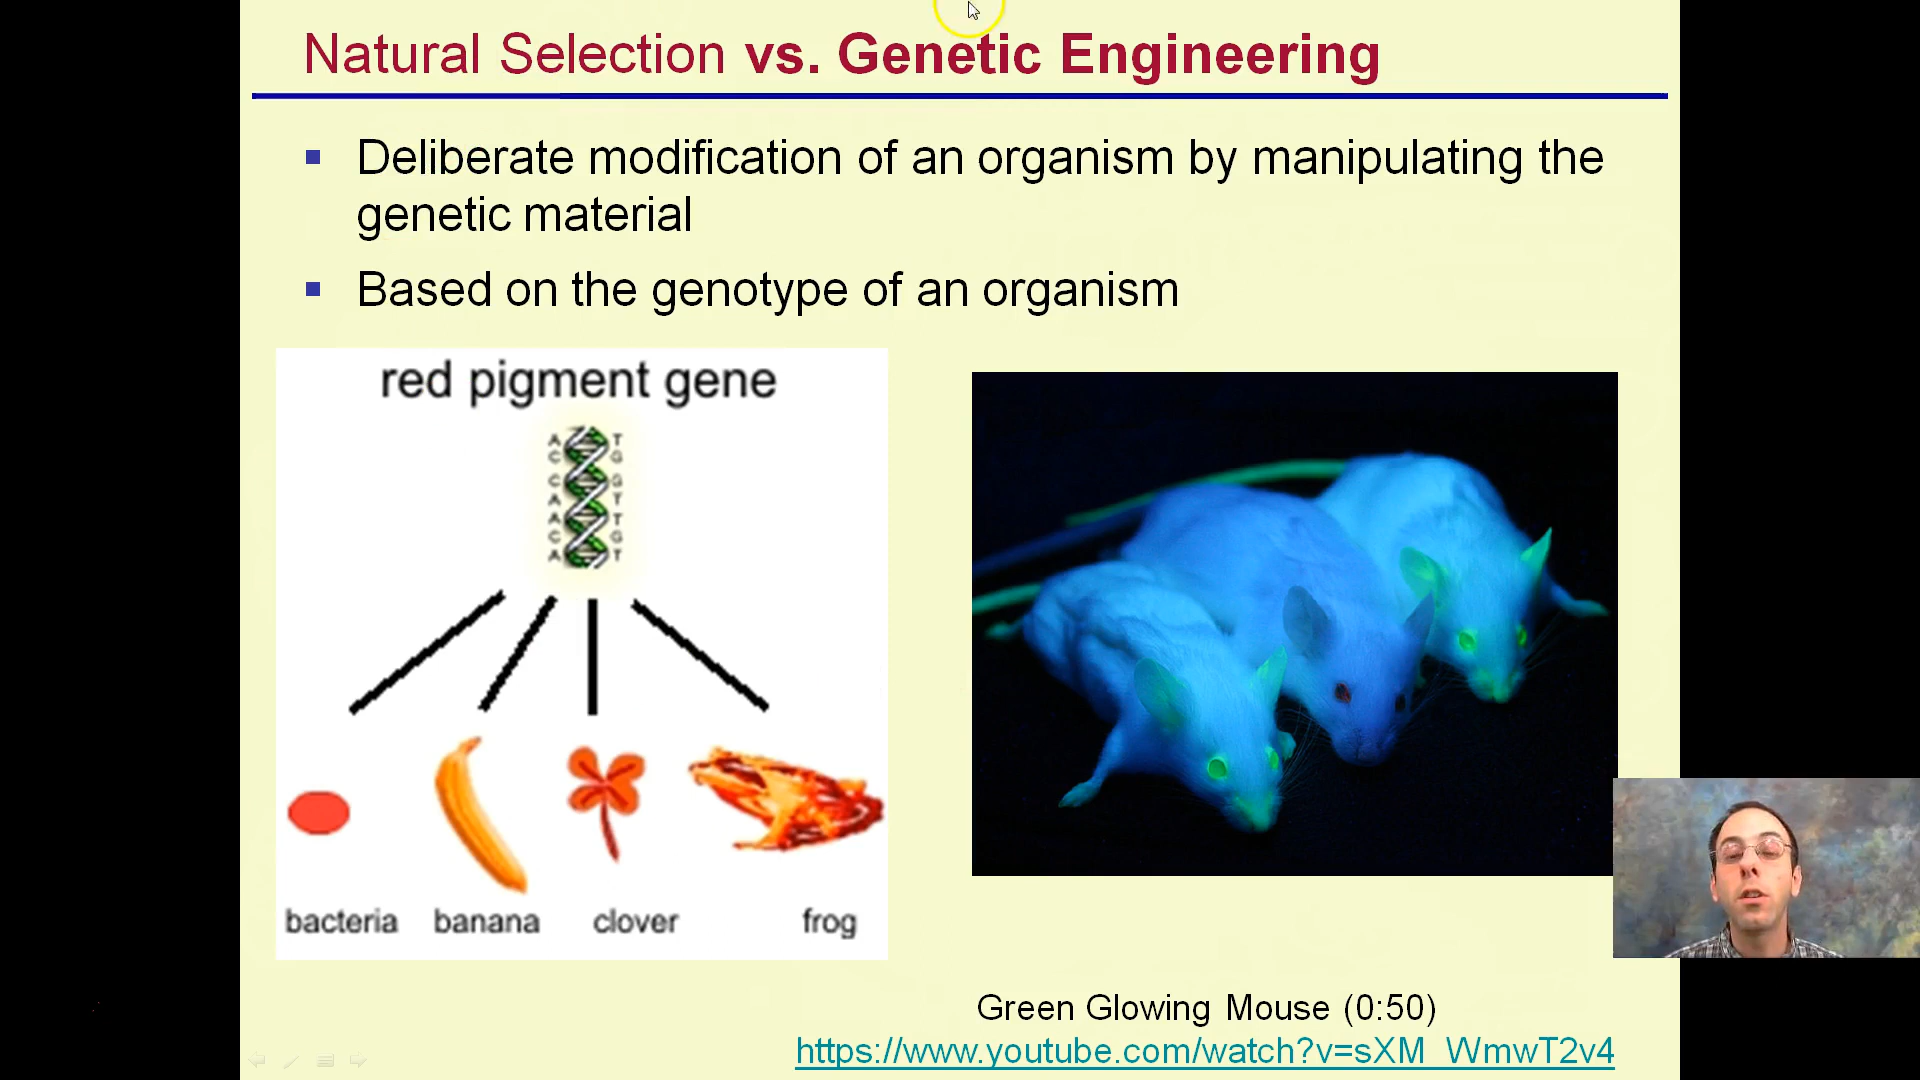 Natural Selection vs. Genetic Engineering
Deliberate modification of an organism by manipulating the
genetic material
Based on the genotype of an organism
red pigment gene
A T
C G
C G
A T
A T
C G
A T
bacteria banana clover frog
Green Glowing Mouse (0:50)
https://www.youtube.com/watch?v=sXM_WmwT2v4